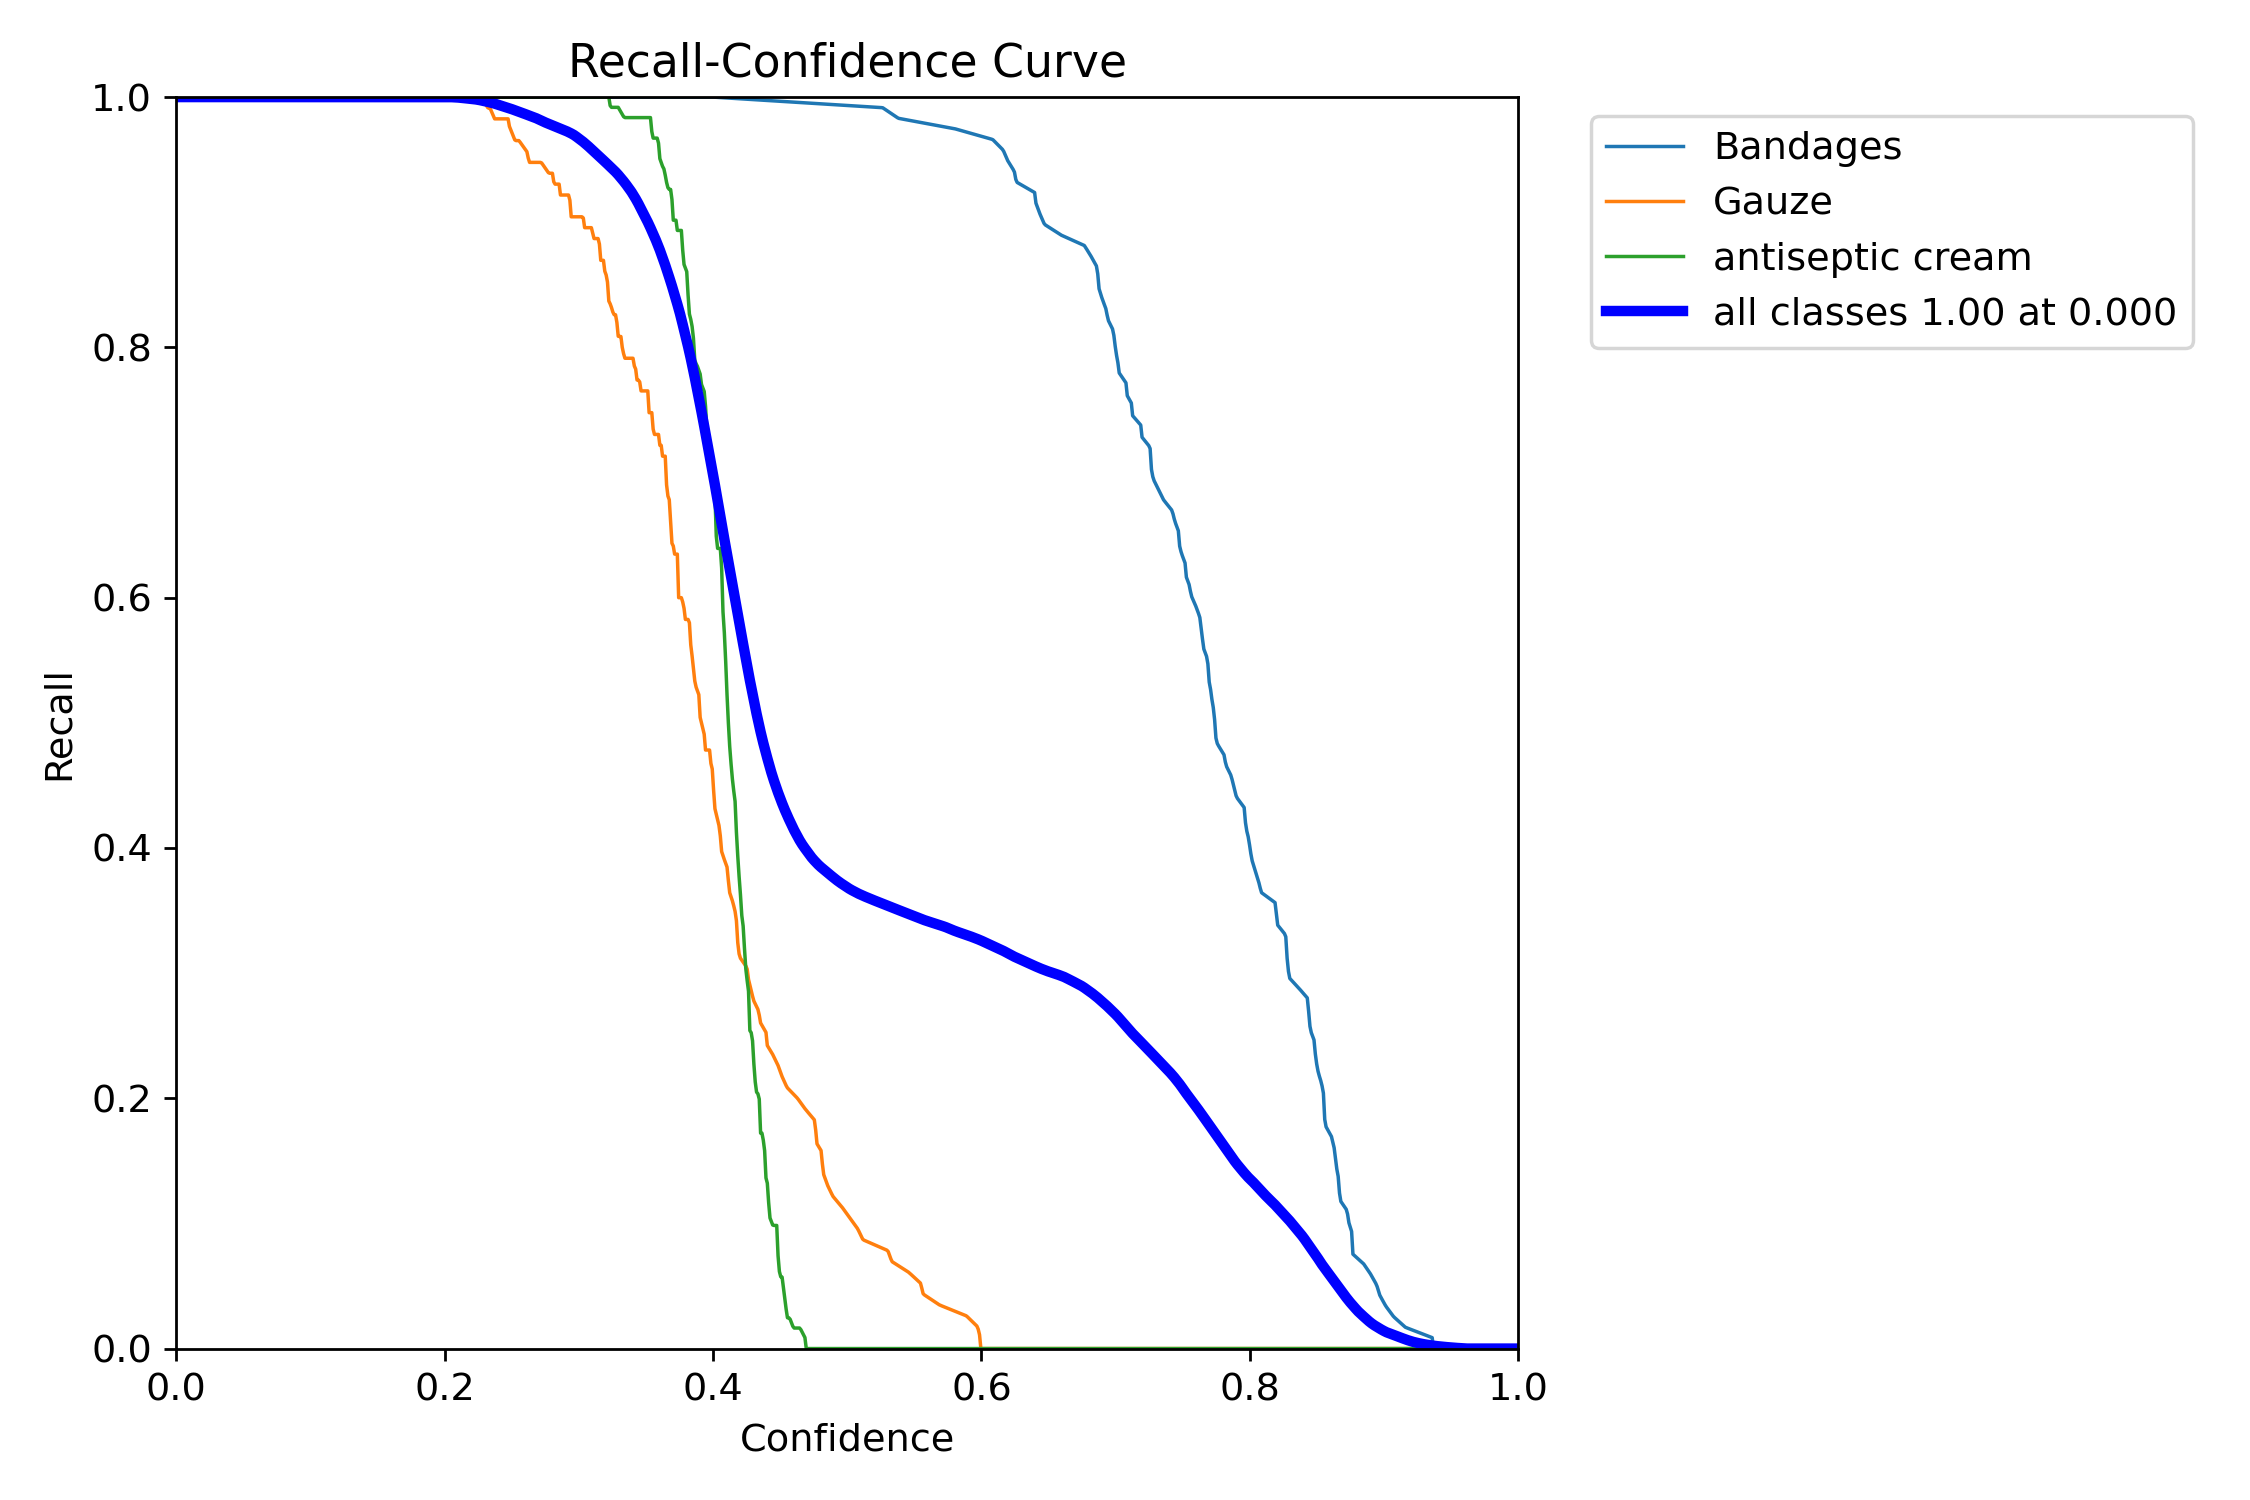 Recall-Confidence Curve
1.0
0.8
0.6
0.4
0.2
0.0
Recall
0.0 0.2 0.4 0.6 0.8 1.0
Confidence
Bandages
Gauze
antiseptic cream
all classes 1.00 at 0.000